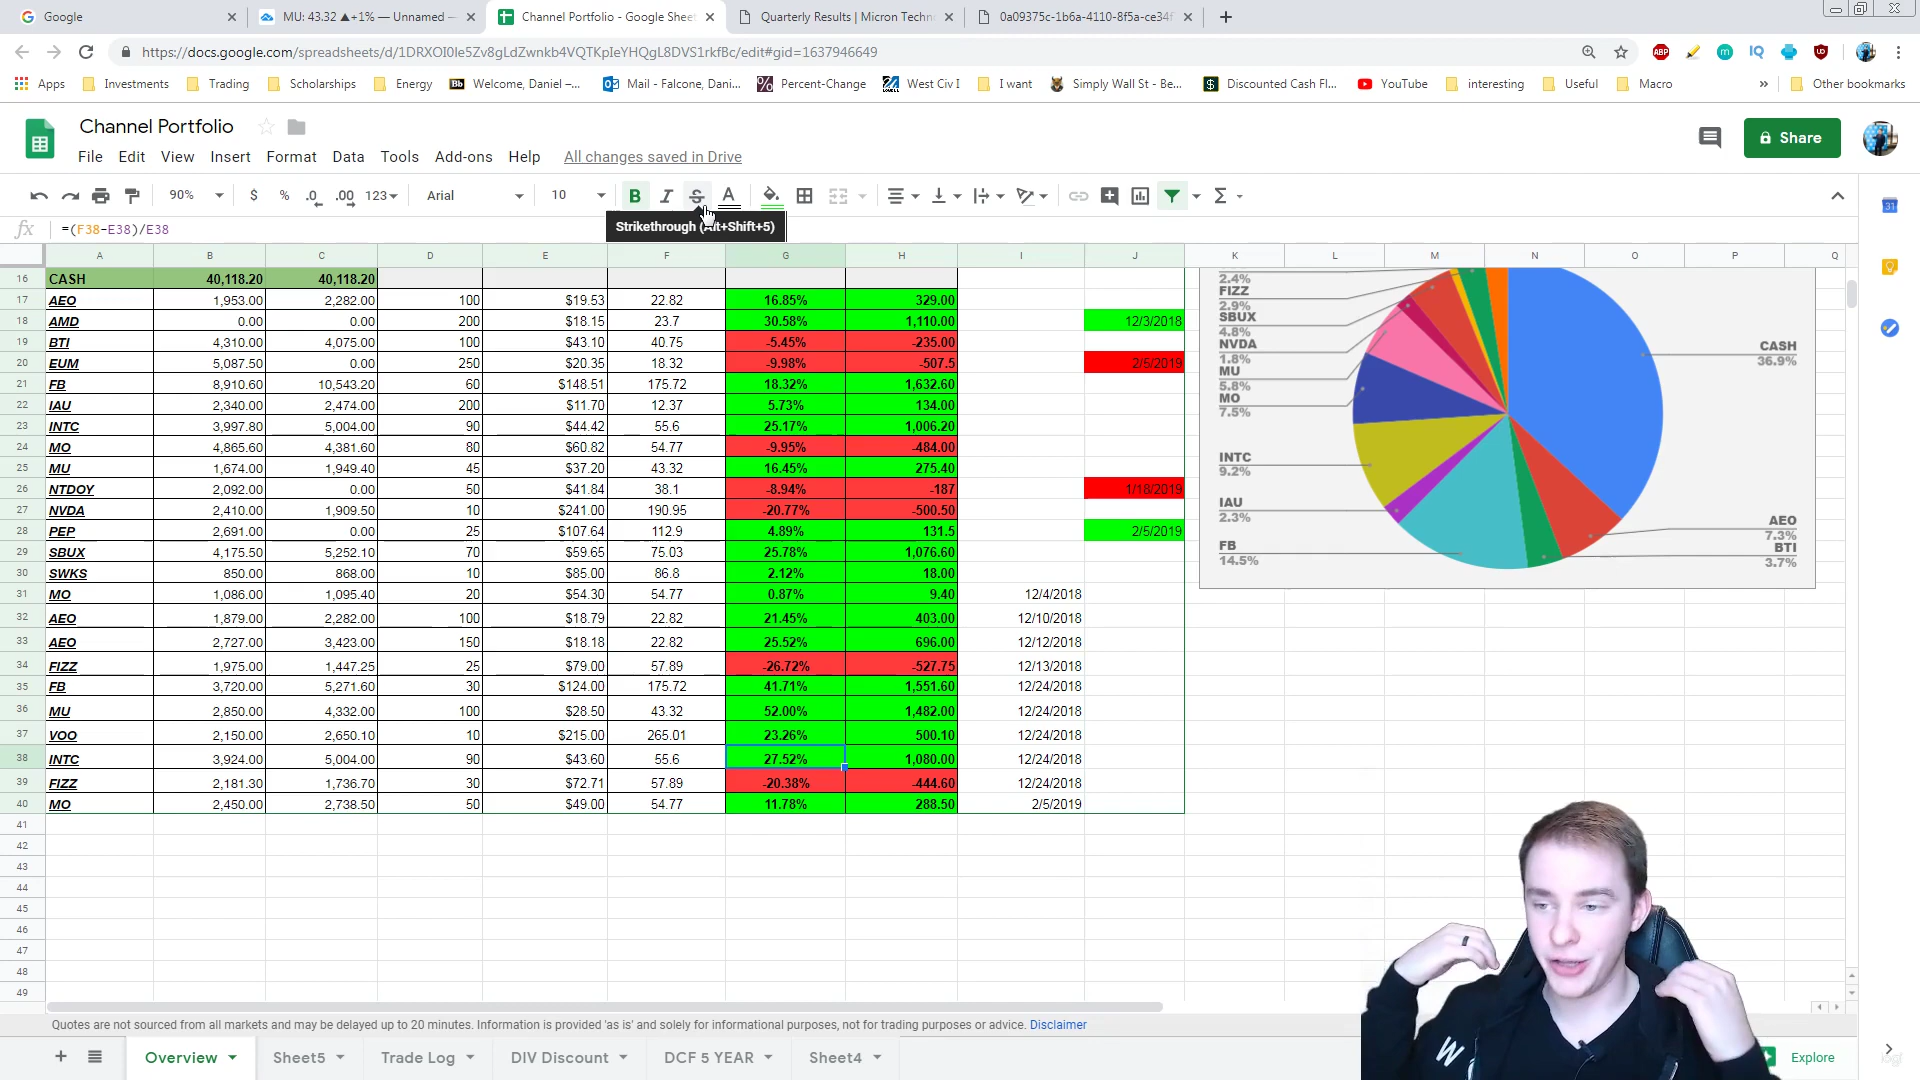 Google
MU: 43.32 ▲+1% — Unnamed
Channel Portfolio - Google Sheet
Quarterly Results | Micron Techn
0a09375c-1b6a-4110-8f5a-ce34f
https://docs.google.com/spreadsheets/d/1DRXOI0le5Zv8gLdZwnkb4VQTKpIeYHQgL8DVS1rkfBc/edit#gid=1637946649
Apps Investments Trading Scholarships Energy Welcome, Daniel –... Mail - Falcone, Dani... Percent-Change West Civ I I want Simply Wall St - Be... Discounted Cash Fl... YouTube interesting Useful Macro » Other bookmarks
Channel Portfolio
Share
File Edit View Insert Format Data Tools Add-ons Help All changes saved in Drive
90% $ % .0 .00 123 Arial 10 B I S A Σ
Strikethrough (Alt+Shift+5)
fx =(F38-E38)/E38
A B C D E F G H I J K L M N O P Q
16 CASH 40,118.20 40,118.20
17 AEO 1,953.00 2,282.00 100 $19.53 22.82 16.85% 329.00
18 AMD 0.00 0.00 200 $18.15 23.7 30.58% 1,110.00 12/3/2018
19 BTI 4,310.00 4,075.00 100 $43.10 40.75 -5.45% -235.00
20 EUM 5,087.50 0.00 250 $20.35 18.32 -9.98% -507.5 2/5/2019
21 FB 8,910.60 10,543.20 60 $148.51 175.72 18.32% 1,632.60
22 IAU 2,340.00 2,474.00 200 $11.70 12.37 5.73% 134.00
23 INTC 3,997.80 5,004.00 90 $44.42 55.6 25.17% 1,006.20
24 MO 4,865.60 4,381.60 80 $60.82 54.77 -9.95% -484.00
25 MU 1,674.00 1,949.40 45 $37.20 43.32 16.45% 275.40
26 NTDOY 2,092.00 0.00 50 $41.84 38.1 -8.94% -187 1/18/2019
27 NVDA 2,410.00 1,909.50 10 $241.00 190.95 -20.77% -500.50
28 PEP 2,691.00 0.00 25 $107.64 112.9 4.89% 131.5 2/5/2019
29 SBUX 4,175.50 5,252.10 70 $59.65 75.03 25.78% 1,076.60
30 SWKS 850.00 868.00 10 $85.00 86.8 2.12% 18.00
31 MO 1,086.00 1,095.40 20 $54.30 54.77 0.87% 9.40 12/4/2018
32 AEO 1,879.00 2,282.00 100 $18.79 22.82 21.45% 403.00 12/10/2018
33 AEO 2,727.00 3,423.00 150 $18.18 22.82 25.52% 696.00 12/12/2018
34 FIZZ 1,975.00 1,447.25 25 $79.00 57.89 -26.72% -527.75 12/13/2018
35 FB 3,720.00 5,271.60 30 $124.00 175.72 41.71% 1,551.60 12/24/2018
36 MU 2,850.00 4,332.00 100 $28.50 43.32 52.00% 1,482.00 12/24/2018
37 VOO 2,150.00 2,650.10 10 $215.00 265.01 23.26% 500.10 12/24/2018
38 INTC 3,924.00 5,004.00 90 $43.60 55.6 27.52% 1,080.00 12/24/2018
39 FIZZ 2,181.30 1,736.70 30 $72.71 57.89 -20.38% -444.60 12/24/2018
40 MO 2,450.00 2,738.50 50 $49.00 54.77 11.78% 288.50 2/5/2019
41
42
43
44
45
46
47
48
49
2.4%
FIZZ
2.9%
SBUX
4.8%
NVDA
1.8%
MU
5.8%
MO
7.5%
INTC
9.2%
IAU
2.3%
FB
14.5%
CASH
36.9%
AEO
7.3%
BTI
3.7%
Quotes are not sourced from all markets and may be delayed up to 20 minutes. Information is provided 'as is' and solely for informational purposes, not for trading purposes or advice. Disclaimer
Overview Sheet5 Trade Log DIV Discount DCF 5 YEAR Sheet4 Explore